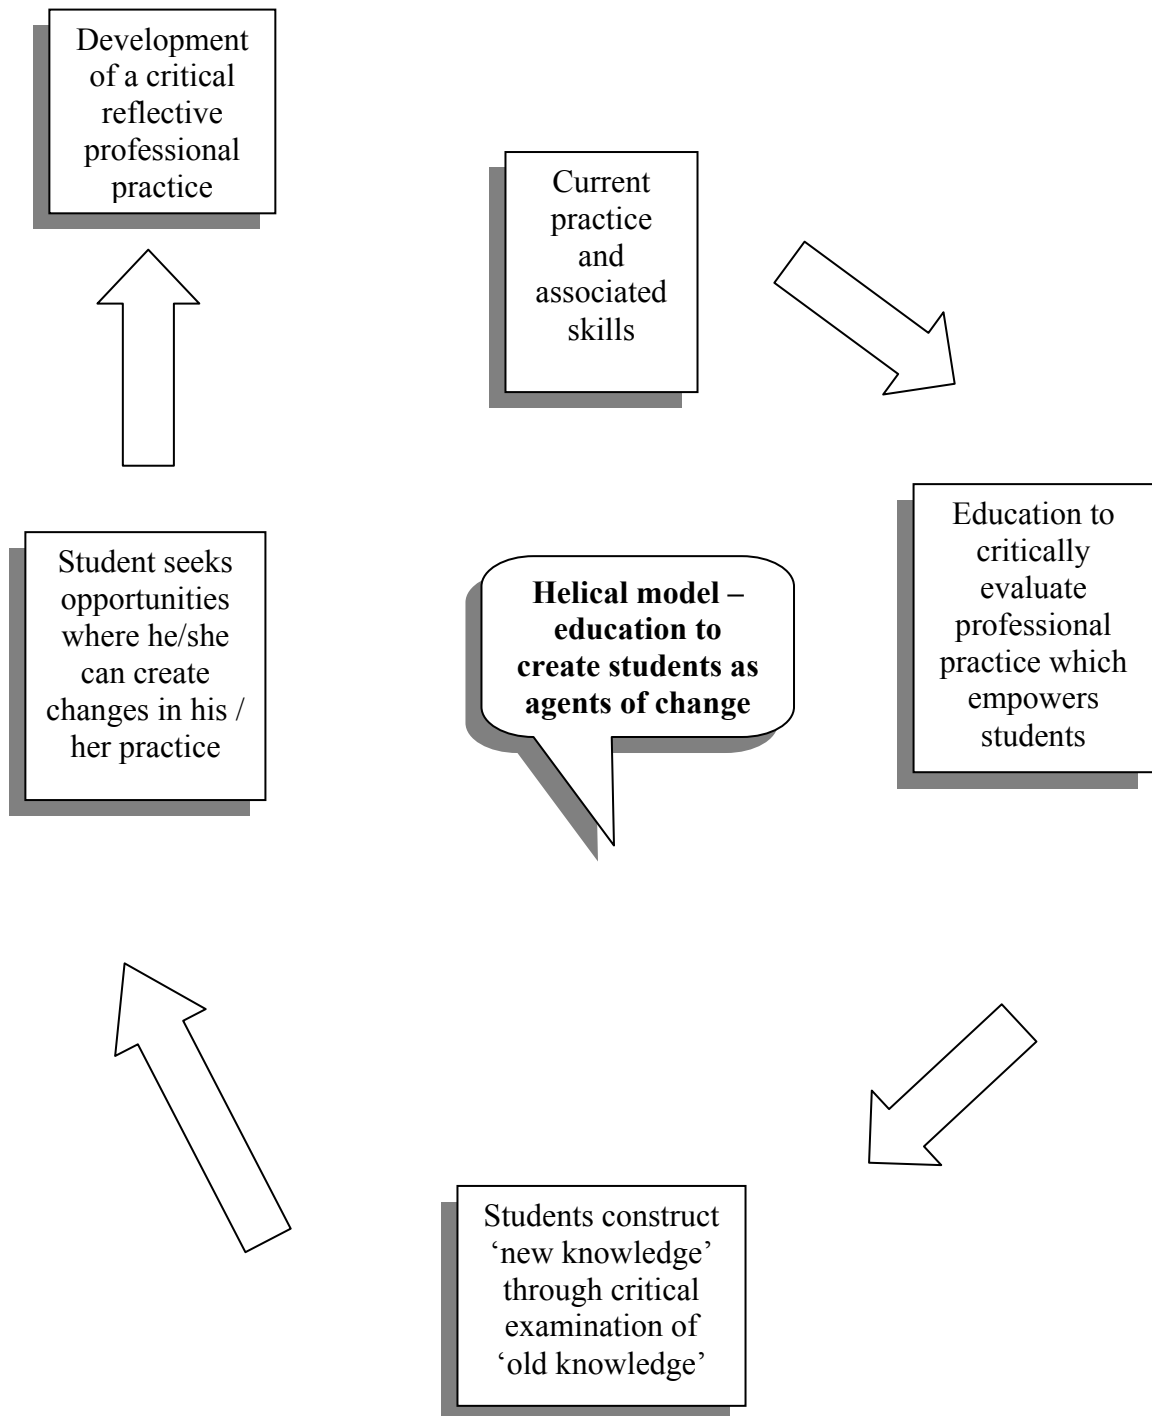 Development
of a critical
reflective
professional
practice
Current
practice
and
associated
skills
Education to
critically
evaluate
professional
practice which
empowers
students
Helical model –
education to
create students as
agents of change
Student seeks
opportunities
where he/she
can create
changes in his /
her practice
Students construct
‘new knowledge’
through critical
examination of
‘old knowledge’